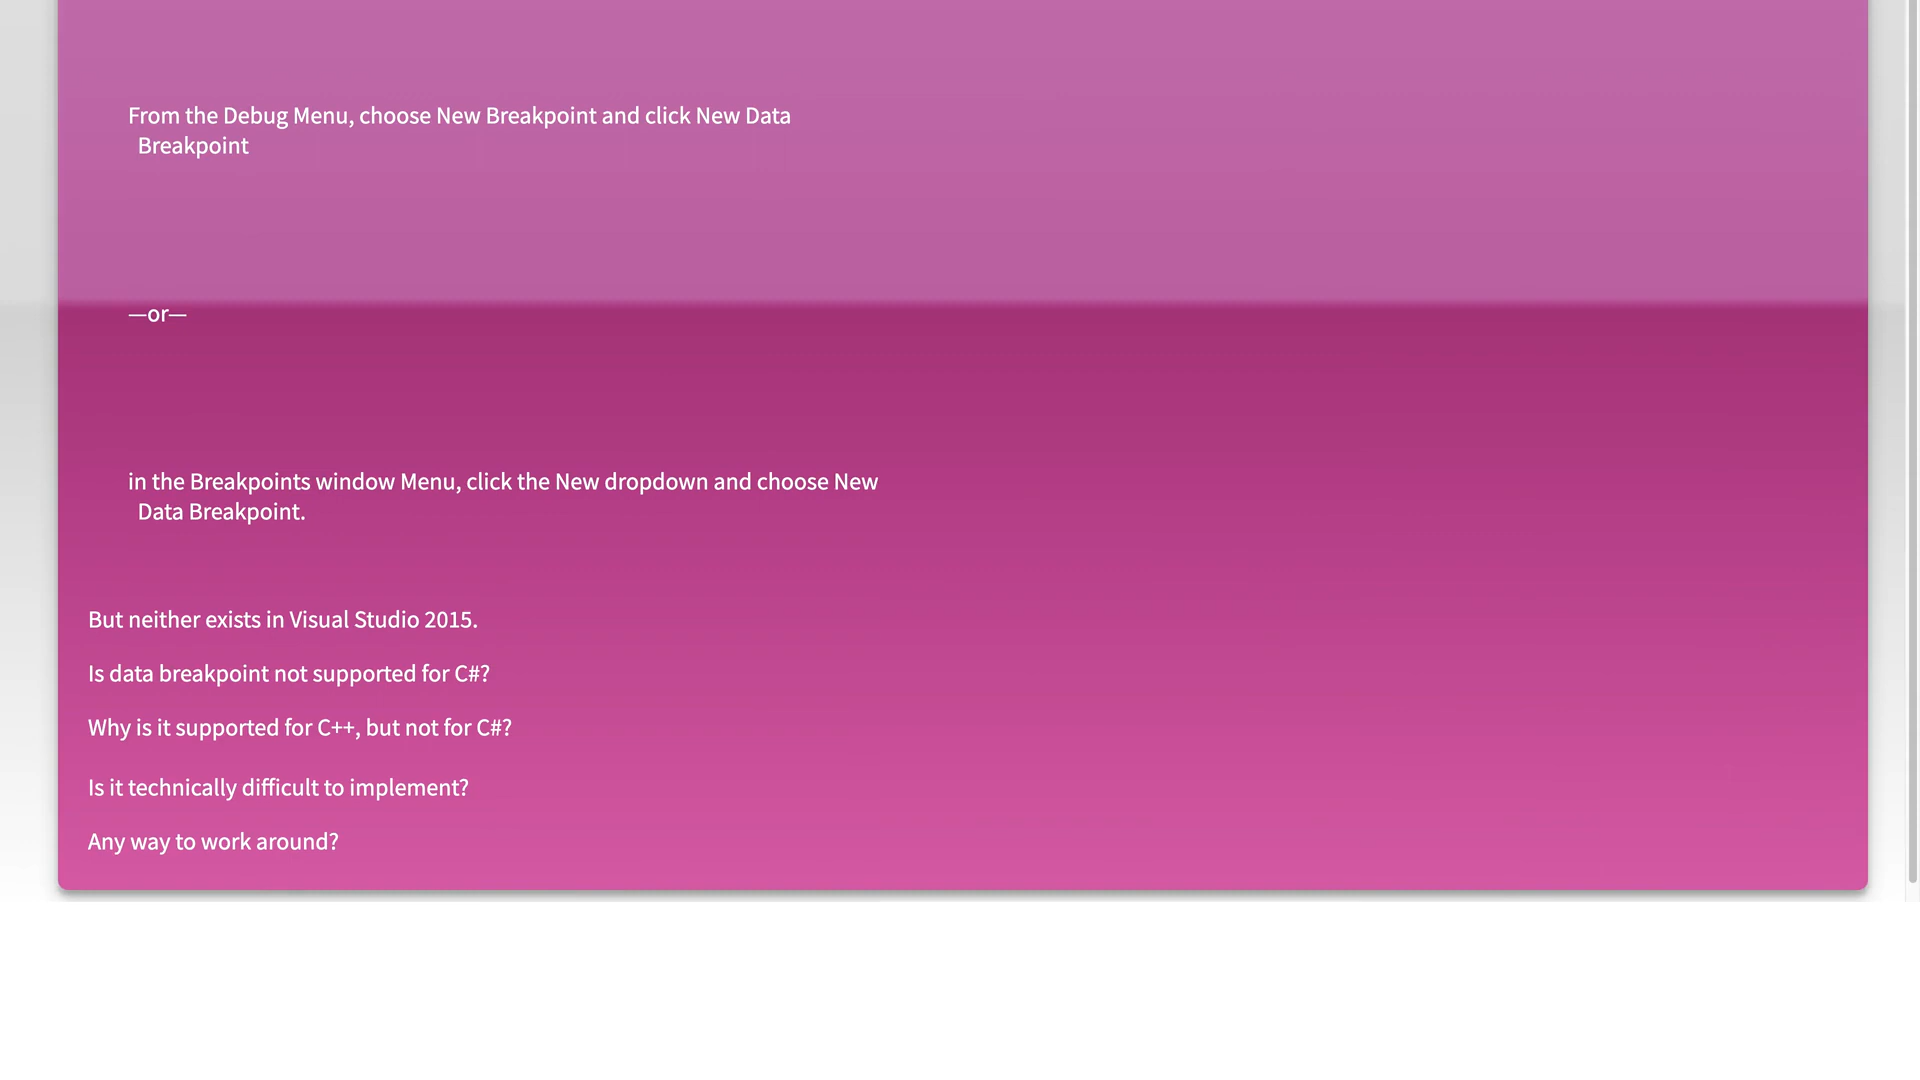 From the Debug Menu, choose New Breakpoint and click New Data
Breakpoint
—or—
in the Breakpoints window Menu, click the New dropdown and choose New
Data Breakpoint.
But neither exists in Visual Studio 2015.
Is data breakpoint not supported for C#?
Why is it supported for C++, but not for C#?
Is it technically difficult to implement?
Any way to work around?